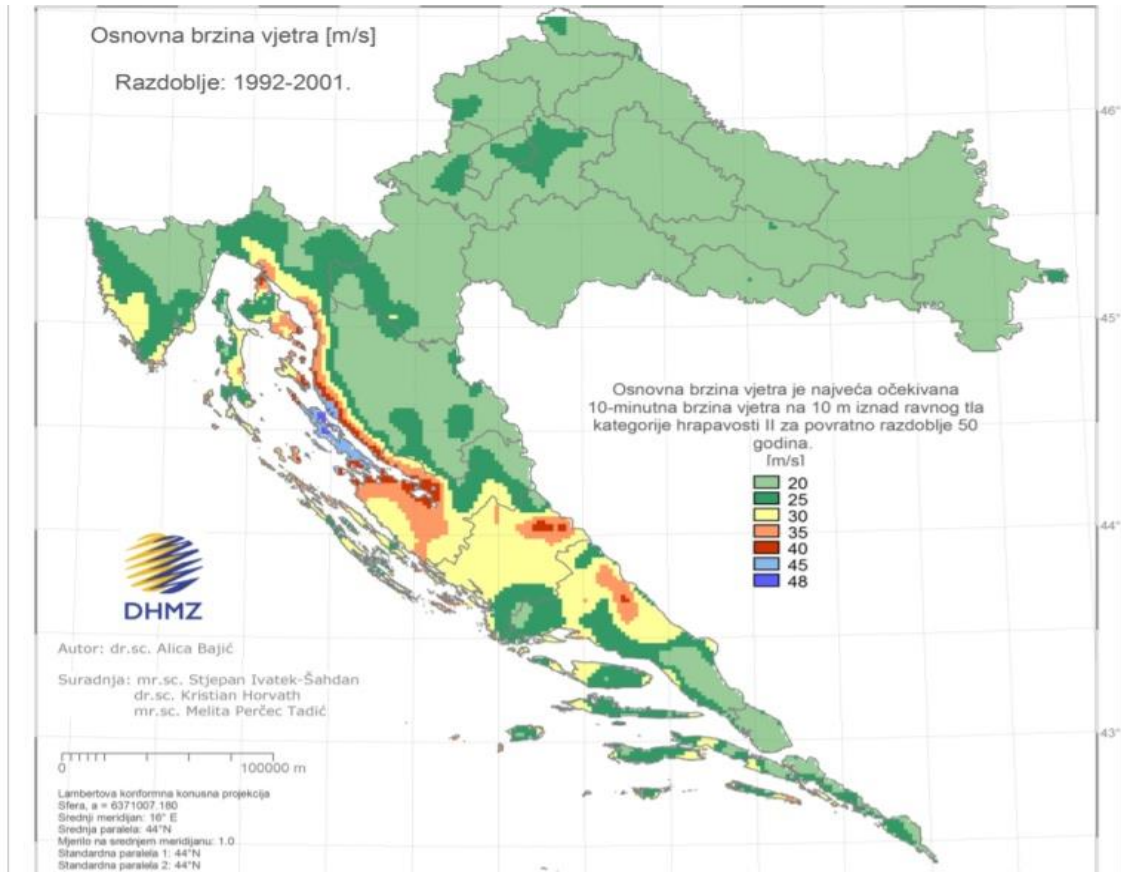 Osnovna brzina vjetra [m/s]
Razdoblje: 1992-2001.
46°
45°
Osnovna brzina vjetra je najveća očekivana
10-minutna brzina vjetra na 10 m iznad ravnog tla
kategorije hrapavosti II za povratno razdoblje 50
godina.
[m/s]
20
25
30
35
40
45
48
44°
DHMZ
Autor: dr.sc. Alica Bajić
Suradnja: mr.sc. Stjepan Ivatek-Šahdan
dr.sc. Kristian Horvath
mr.sc. Melita Perčec Tadić
43°
0 100000 m
Lambertova konformna konusna projekcija
Sfera, a = 6371007.180
Srednji meridijan: 16° E
Srednja paralela: 44°N
Mjerilo na srednjem meridijanu: 1.0
Standardna paralela 1: 44°N
Standardna paralela 2: 44°N